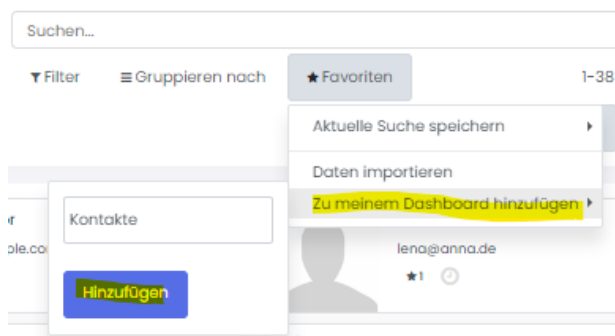 Suchen...
Filter Gruppieren nach Favoriten 1-38
Aktuelle Suche speichern
Daten importieren
Zu meinem Dashboard hinzufügen
Kontakte
lena@anna.de
1
Hinzufügen